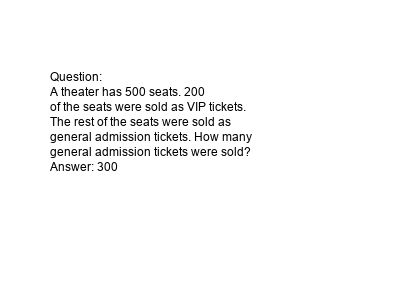 Question:
A theater has 500 seats. 200
of the seats were sold as VIP tickets.
The rest of the seats were sold as
general admission tickets. How many
general admission tickets were sold?
Answer: 300